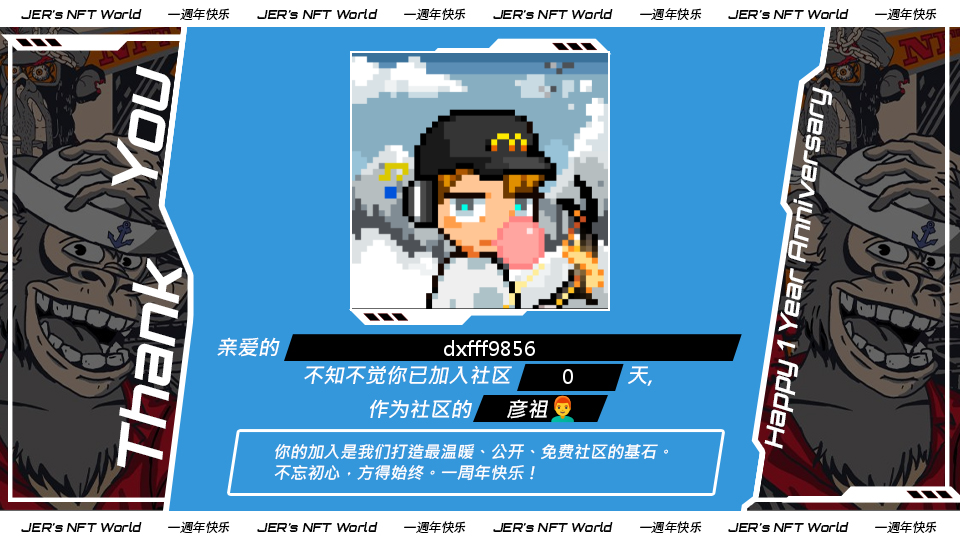 JER's NFT World 一週年快乐 JER's NFT World 一週年快乐 JER's NFT World 一週年快乐 JER's NFT World 一週年快乐
Thank You
亲爱的 dxfff9856
不知不觉你已加入社区 0 天,
作为社区的 彦祖👨‍🦰
你的加入是我们打造最温暖、公开、免费社区的基石。
不忘初心，方得始终。一周年快乐！
Happy 1 Year Anniversary
JER's NFT World 一週年快乐 JER's NFT World 一週年快乐 JER's NFT World 一週年快乐 JER's NFT World 一週年快乐